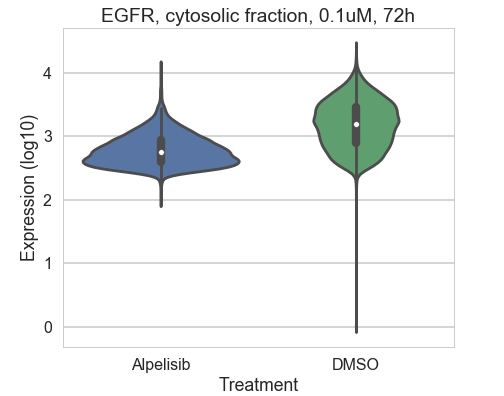 EGFR, cytosolic fraction, 0.1uM, 72h
Expression (log10)
4
3
2
1
0
Alpelisib
DMSO
Treatment